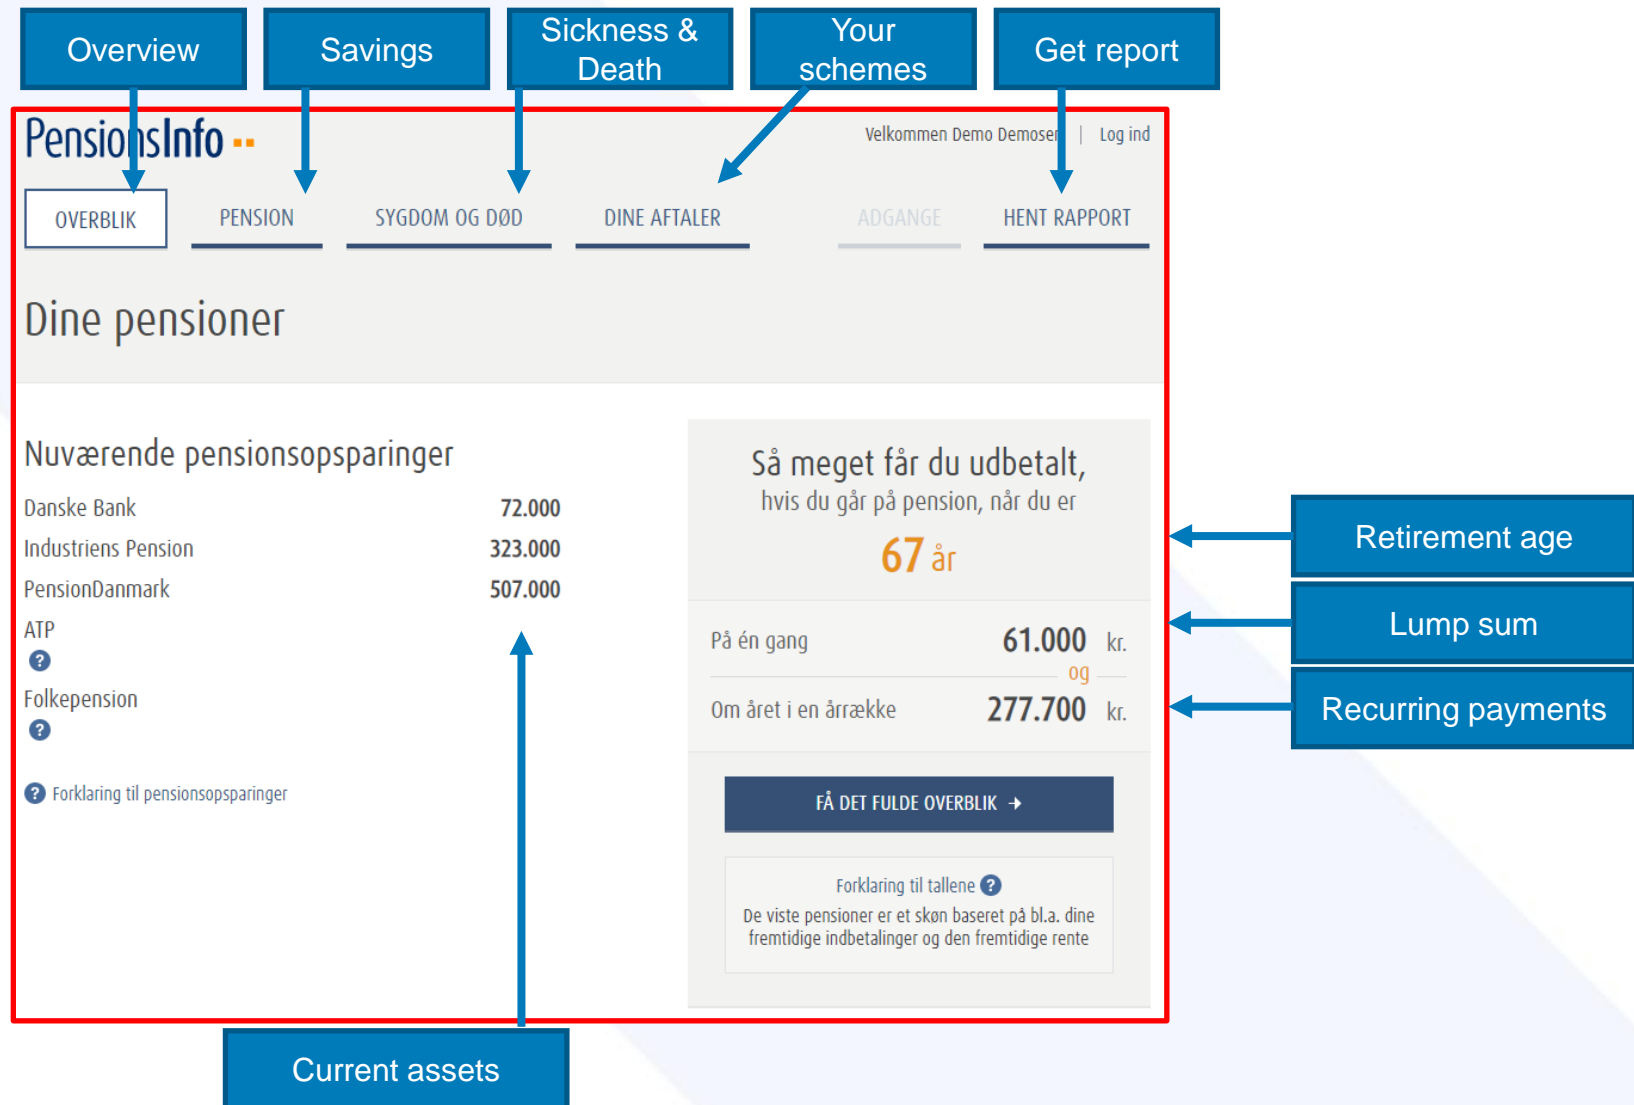 Overview
Savings
Sickness &
Death
Your
schemes
Get report
PensionsInfo
Velkommen Demo Demosen | Log ind
OVERBLIK
PENSION
SYGDOM OG DØD
DINE AFTALER
ADGANGE
HENT RAPPORT
Dine pensioner
Nuværende pensionsopsparinger
Danske Bank 72.000
Industriens Pension 323.000
PensionDanmark 507.000
ATP
?
Folkepension
?
? Forklaring til pensionsopsparinger
Så meget får du udbetalt,
hvis du går på pension, når du er
67 år
På én gang 61.000 kr.
og
Om året i en årrække 277.700 kr.
FÅ DET FULDE OVERBLIK →
Forklaring til tallene ?
De viste pensioner er et skøn baseret på bl.a. dine
fremtidige indbetalinger og den fremtidige rente
Retirement age
Lump sum
Recurring payments
Current assets